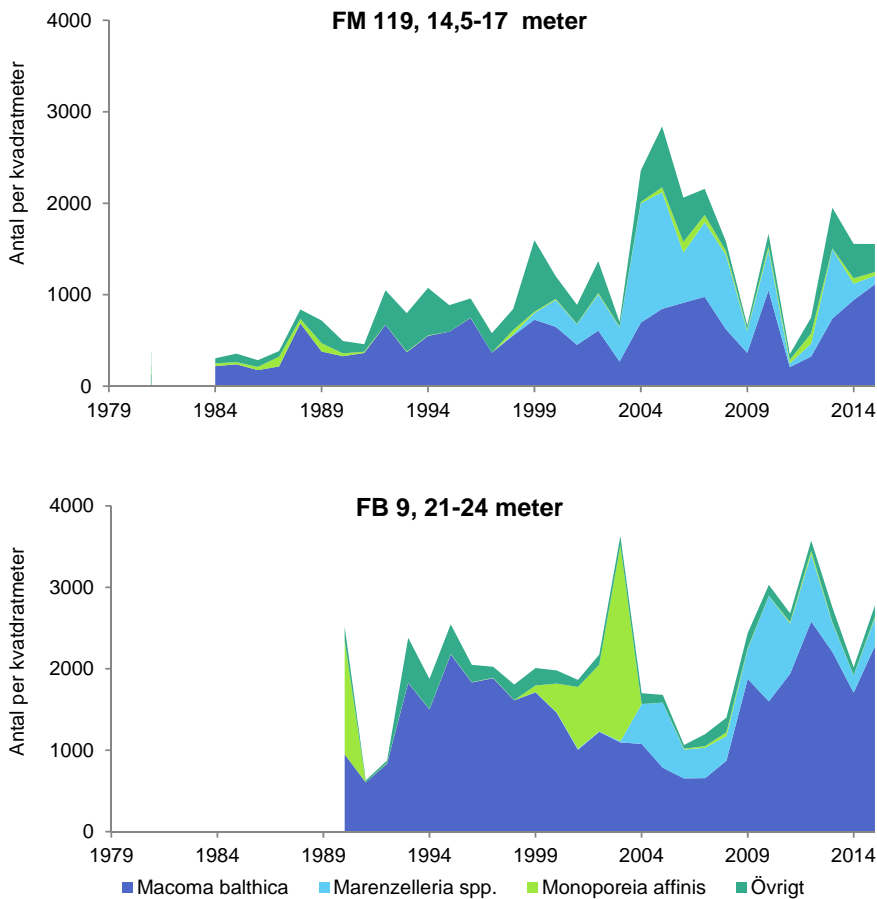 FM 119, 14,5-17 meter
Antal per kvadratmeter
4000
3000
2000
1000
0
1979 1984 1989 1994 1999 2004 2009 2014
FB 9, 21-24 meter
Antal per kvatdratmeter
4000
3000
2000
1000
0
1979 1984 1989 1994 1999 2004 2009 2014
Macoma balthica Marenzelleria spp. Monoporeia affinis Övrigt